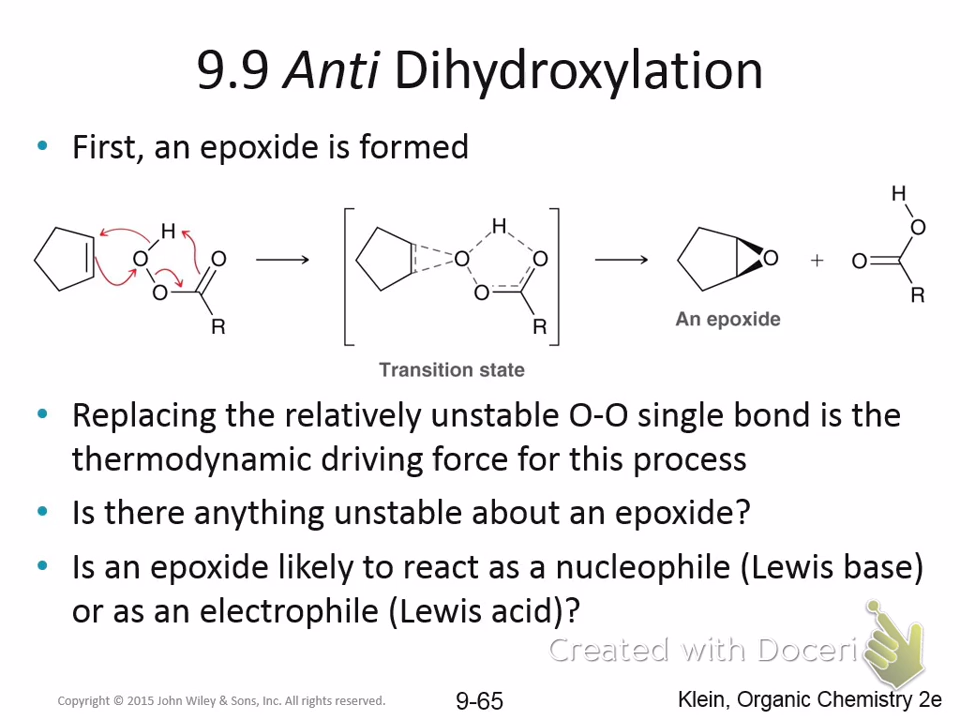 9.9 Anti Dihydroxylation
• First, an epoxide is formed
H
O
O
O
R
H
O
O
O
R
Transition state
O
An epoxide
+
H
O
O
R
• Replacing the relatively unstable O-O single bond is the
thermodynamic driving force for this process
• Is there anything unstable about an epoxide?
• Is an epoxide likely to react as a nucleophile (Lewis base)
or as an electrophile (Lewis acid)?
Created with Doceri
Copyright © 2015 John Wiley & Sons, Inc. All rights reserved.
9-65
Klein, Organic Chemistry 2e